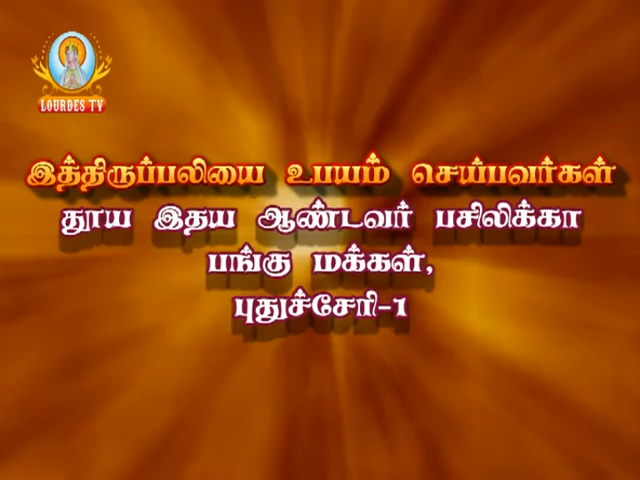 LOURDES TV
இத்திருப்பலியை உபயம் செய்பவர்கள்
தூய இதய ஆண்டவர் பசிலிக்கா
பங்கு மக்கள்,
புதுச்சேரி-1